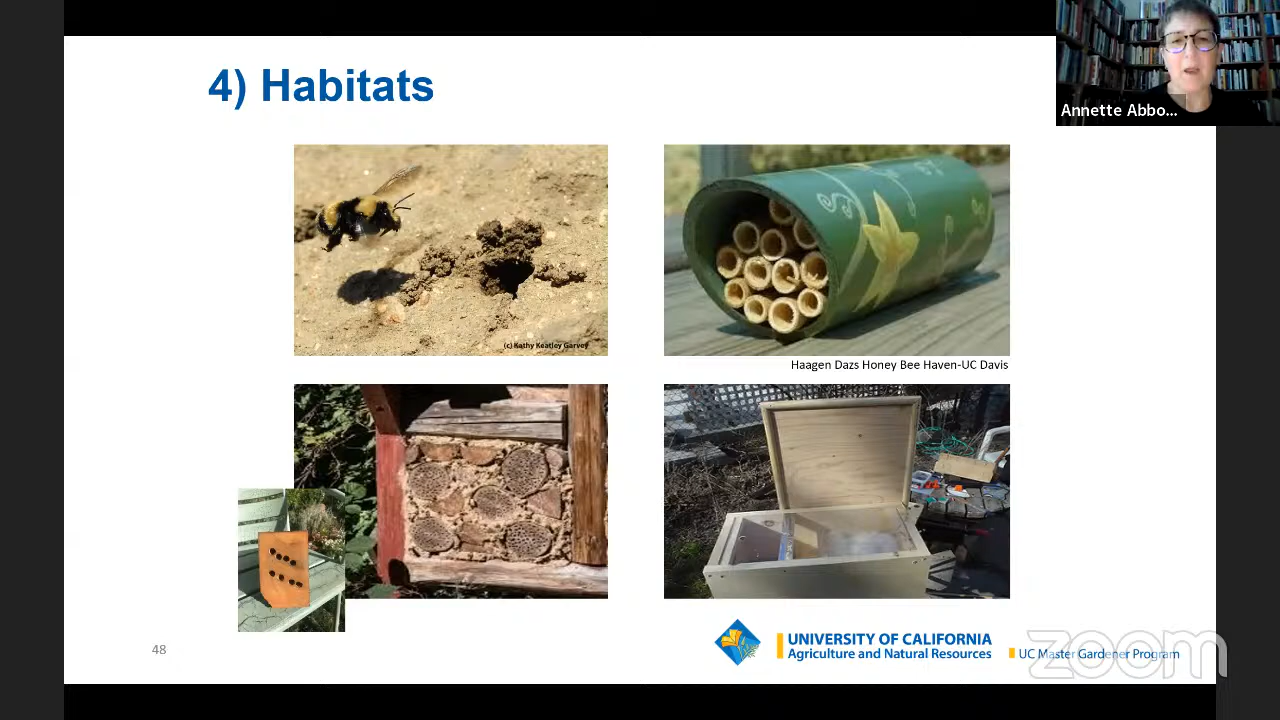 4) Habitats
Annette Abbo...
(c) Kathy Keatley Garvey
Haagen Dazs Honey Bee Haven-UC Davis
48
UNIVERSITY OF CALIFORNIA
Agriculture and Natural Resources
UC Master Gardener Program
zoom